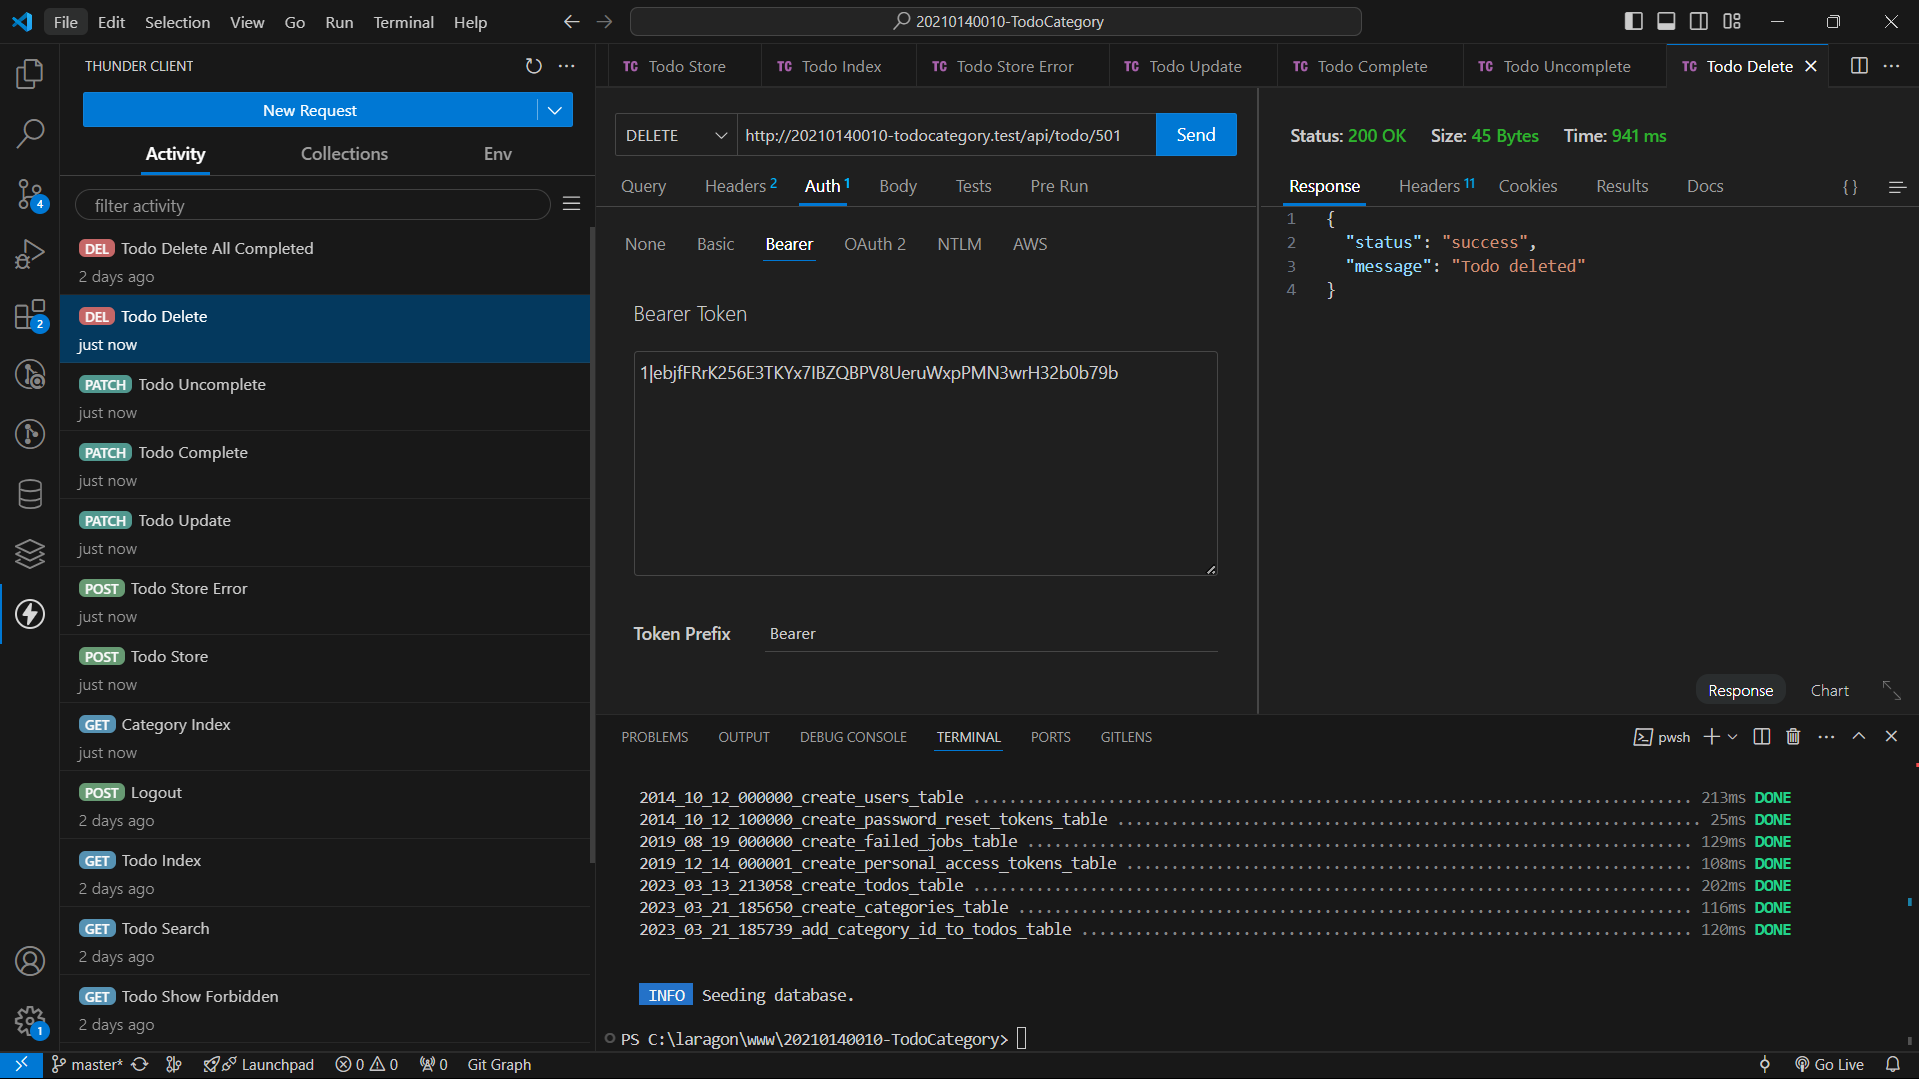 File Edit Selection View Go Run Terminal Help
20210140010-TodoCategory
THUNDER CLIENT
New Request
Activity Collections Env
filter activity
DEL Todo Delete All Completed
2 days ago
DEL Todo Delete
just now
PATCH Todo Uncomplete
just now
PATCH Todo Complete
just now
PATCH Todo Update
just now
POST Todo Store Error
just now
POST Todo Store
just now
GET Category Index
just now
POST Logout
2 days ago
GET Todo Index
2 days ago
GET Todo Search
2 days ago
GET Todo Show Forbidden
2 days ago
4
2
1
TC Todo Store TC Todo Index TC Todo Store Error TC Todo Update TC Todo Complete TC Todo Uncomplete TC Todo Delete
DELETE http://20210140010-todocategory.test/api/todo/501 Send
Query Headers 2 Auth 1 Body Tests Pre Run
None Basic Bearer OAuth 2 NTLM AWS
Bearer Token
1|ebjfFRrK256E3TKYx7IBZQBPV8UeruWxpPMN3wrH32b0b79b
Token Prefix Bearer
Status: 200 OK Size: 45 Bytes Time: 941 ms
Response Headers 11 Cookies Results Docs { }
1 {
2 "status": "success",
3 "message": "Todo deleted"
4 }
Response Chart
PROBLEMS OUTPUT DEBUG CONSOLE TERMINAL PORTS GITLENS
pwsh
2014_10_12_000000_create_users_table ........ 213ms DONE
2014_10_12_100000_create_password_reset_tokens_table ........ 25ms DONE
2019_08_19_000000_create_failed_jobs_table ........ 129ms DONE
2019_12_14_000001_create_personal_access_tokens_table ........ 108ms DONE
2023_03_13_213058_create_todos_table ........ 202ms DONE
2023_03_21_185650_create_categories_table ........ 116ms DONE
2023_03_21_185739_add_category_id_to_todos_table ........ 120ms DONE
INFO Seeding database.
PS C:\laragon\www\20210140010-TodoCategory>
master* Launchpad 0 0 0 Git Graph Go Live